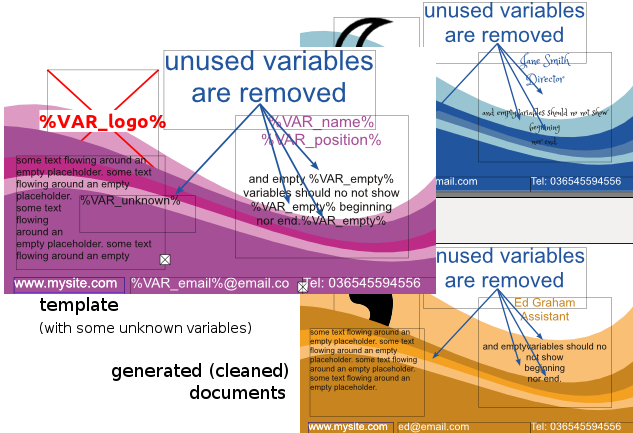 unused variables
are removed
Jane Smith
Director
and emptyvariables should no not show
beginning
nor end.
mail.com
Tel: 036545594556
unused variables
are removed
%VAR_logo%
%VAR_name%
%VAR_position%
some text flowing around an
empty placeholder. some text
flowing around an empty
placeholder.
some text
flowing
around an
empty placeholder. some text
flowing around an empty
%VAR_unknown%
and empty %VAR_empty%
variables should no not show
%VAR_empty% beginning
nor end.%VAR_empty%
www.mysite.com
%VAR_email%@email.co
Tel: 036545594556
template
(with some unknown variables)
generated (cleaned)
documents
unused variables
are removed
Ed Graham
Assistant
some text flowing around an
empty placeholder. some text
flowing around an empty
placeholder. some text flowing
around an empty placeholder.
some text flowing around an
empty placeholder.
and emptyvariables should no
not show
beginning
nor end.
www.mysite.com
ed@email.com
Tel: 036545594556